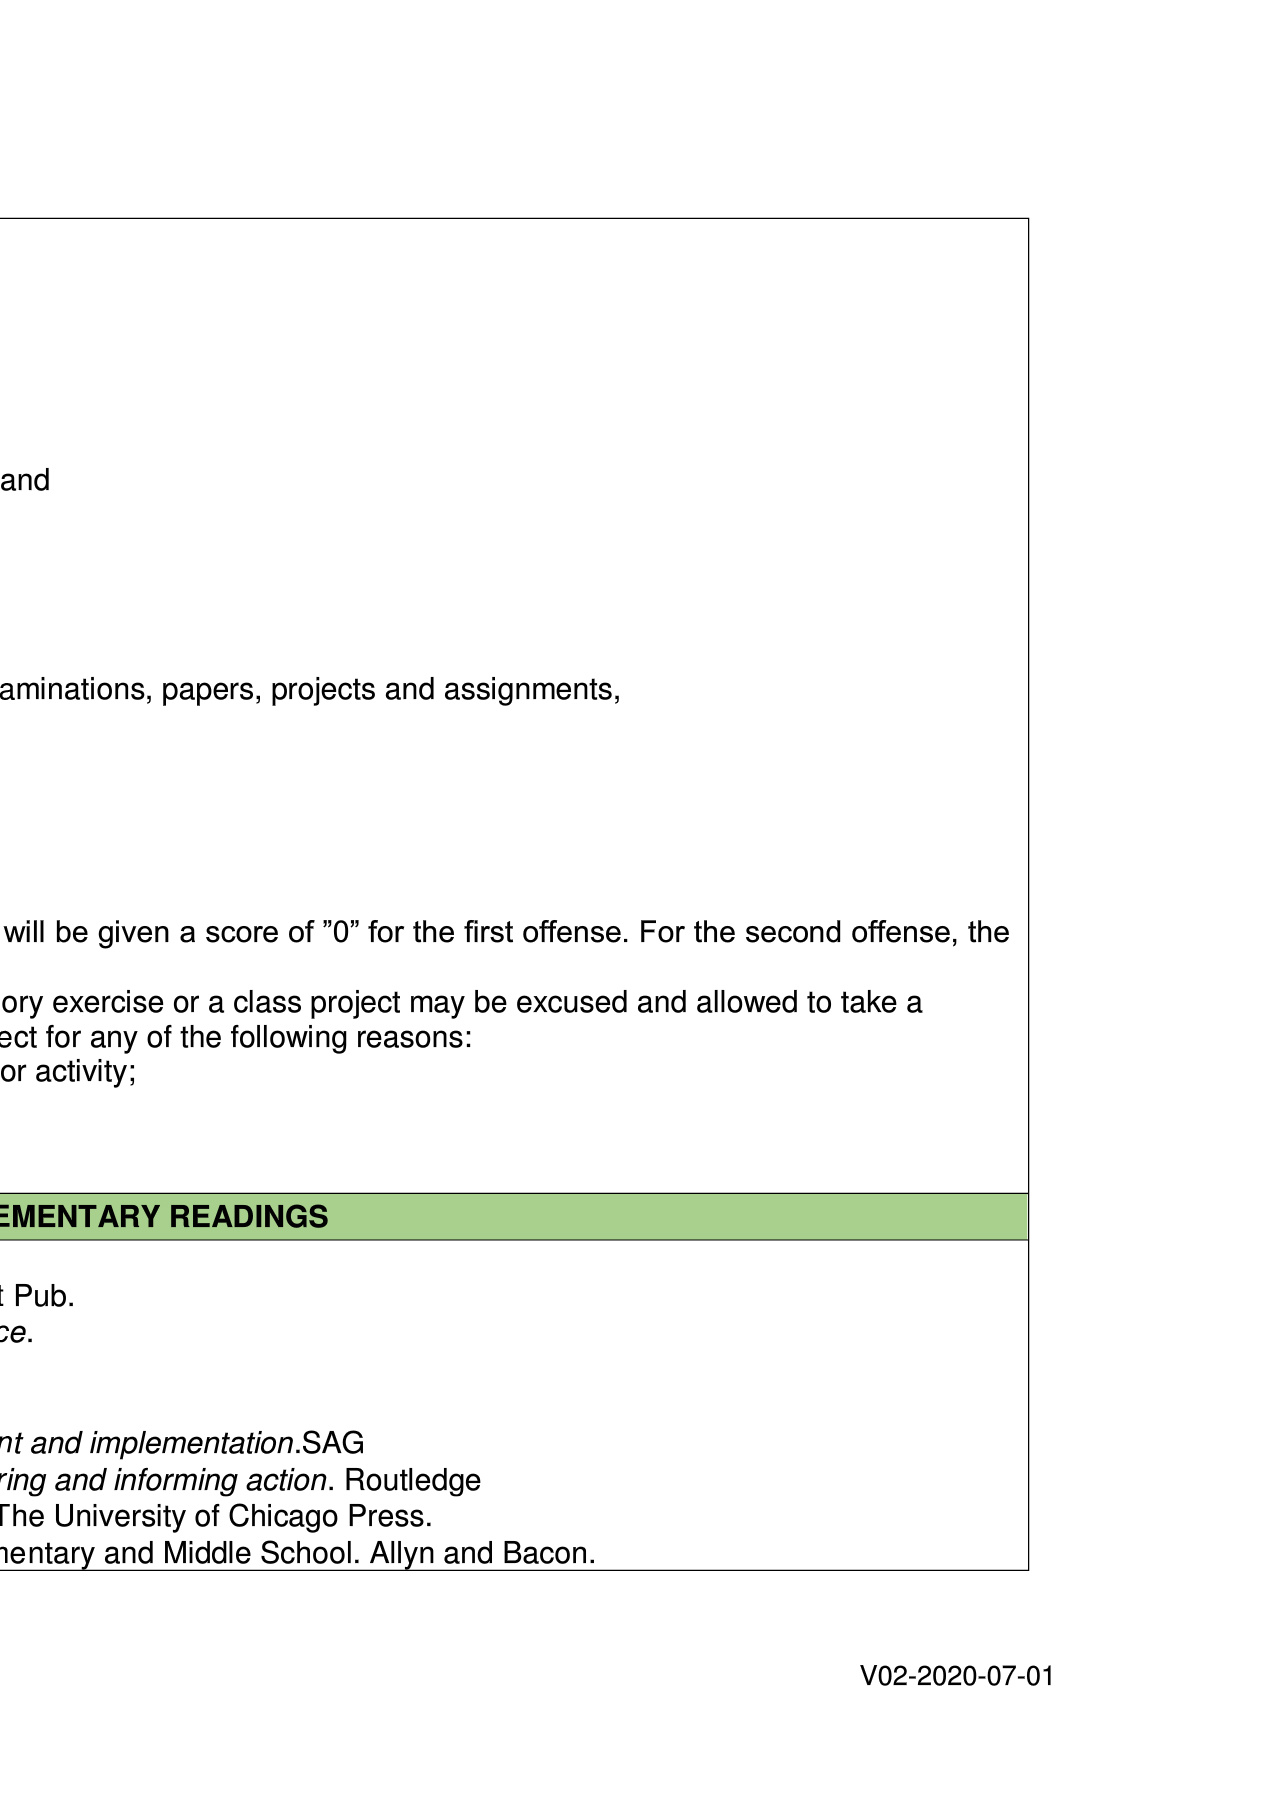 and
aminations, papers, projects and assignments,
will be given a score of ”0” for the first offense. For the second offense, the
ory exercise or a class project may be excused and allowed to take a
ect for any of the following reasons:
or activity;
EMENTARY READINGS
t Pub.
ce.
nt and implementation.SAG
ring and informing action. Routledge
The University of Chicago Press.
mentary and Middle School. Allyn and Bacon.
V02-2020-07-01